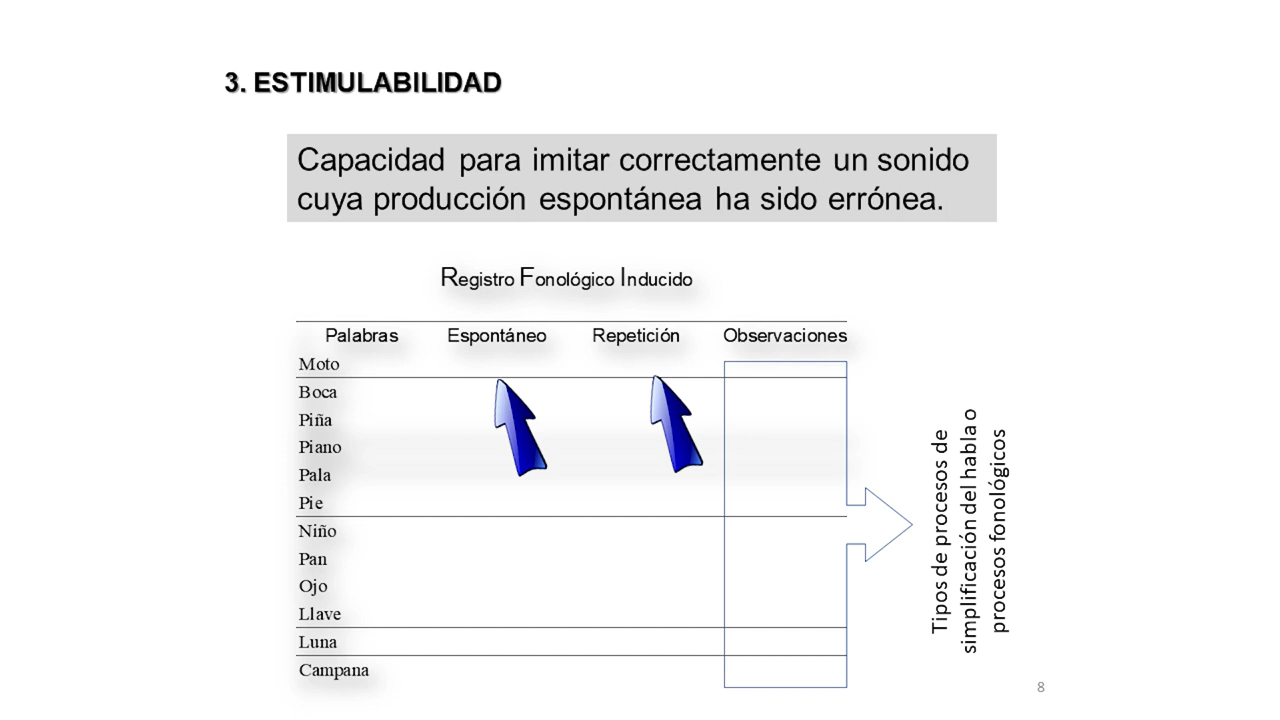 3. ESTIMULABILIDAD
Capacidad para imitar correctamente un sonido
cuya producción espontánea ha sido errónea.
Registro Fonológico Inducido
Palabras Espontáneo Repetición Observaciones
Moto
Boca
Piña
Piano
Pala
Pie
Niño
Pan
Ojo
Llave
Luna
Campana
Tipos de procesos de
simplificación del habla o
procesos fonológicos
8